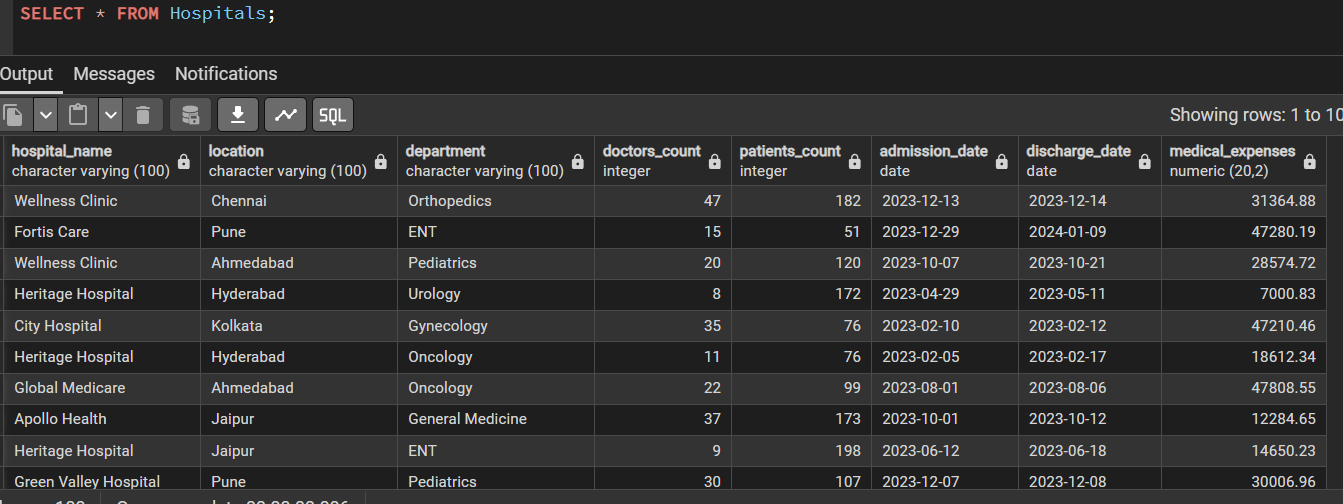 SELECT * FROM Hospitals;
Output Messages Notifications
SQL
Showing rows: 1 to 10
hospital_name location department doctors_count patients_count admission_date discharge_date medical_expenses
character varying (100) character varying (100) character varying (100) integer integer date date numeric (20,2)
Wellness Clinic Chennai Orthopedics 47 182 2023-12-13 2023-12-14 31364.88
Fortis Care Pune ENT 15 51 2023-12-29 2024-01-09 47280.19
Wellness Clinic Ahmedabad Pediatrics 20 120 2023-10-07 2023-10-21 28574.72
Heritage Hospital Hyderabad Urology 8 172 2023-04-29 2023-05-11 7000.83
City Hospital Kolkata Gynecology 35 76 2023-02-10 2023-02-12 47210.46
Heritage Hospital Hyderabad Oncology 11 76 2023-02-05 2023-02-17 18612.34
Global Medicare Ahmedabad Oncology 22 99 2023-08-01 2023-08-06 47808.55
Apollo Health Jaipur General Medicine 37 173 2023-10-01 2023-10-12 12284.65
Heritage Hospital Jaipur ENT 9 198 2023-06-12 2023-06-18 14650.23
Green Valley Hospital Pune Pediatrics 30 107 2023-12-07 2023-12-08 30006.96